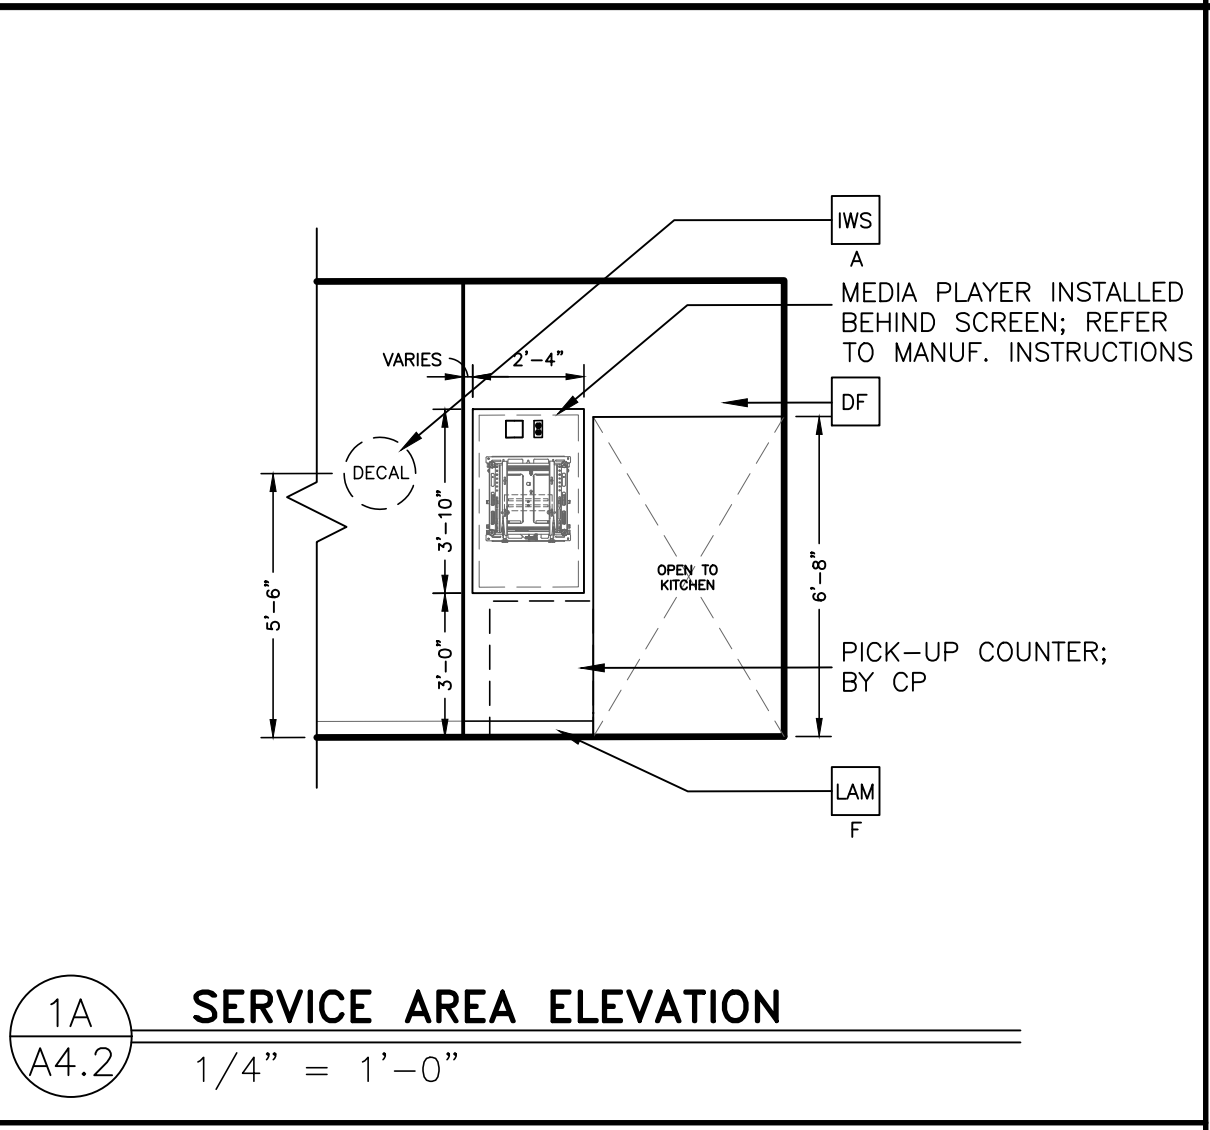 IWS
A
MEDIA PLAYER INSTALLED
BEHIND SCREEN; REFER
TO MANUF. INSTRUCTIONS
VARIES
2'-4"
DF
DECAL
3'-10"
OPEN TO
KITCHEN
6'-8"
5'-6"
3'-0"
PICK-UP COUNTER;
BY CP
LAM
F
1A
A4.2
SERVICE AREA ELEVATION
1/4" = 1'-0"